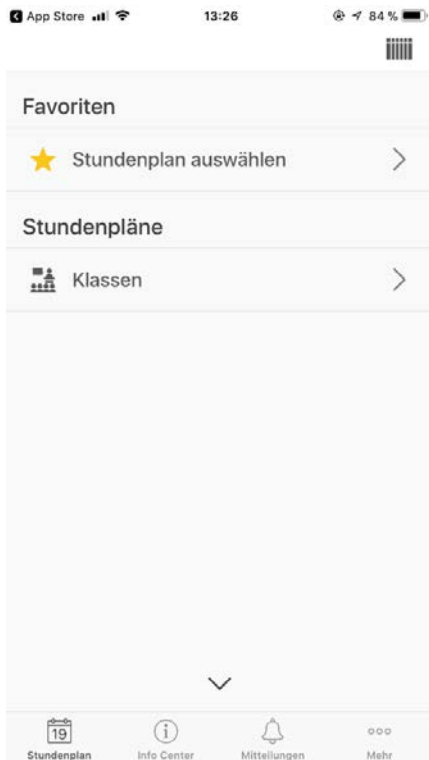 App Store 13:26 84 %
Favoriten
Stundenplan auswählen
Stundenpläne
Klassen
19
Stundenplan Info Center Mitteilungen Mehr